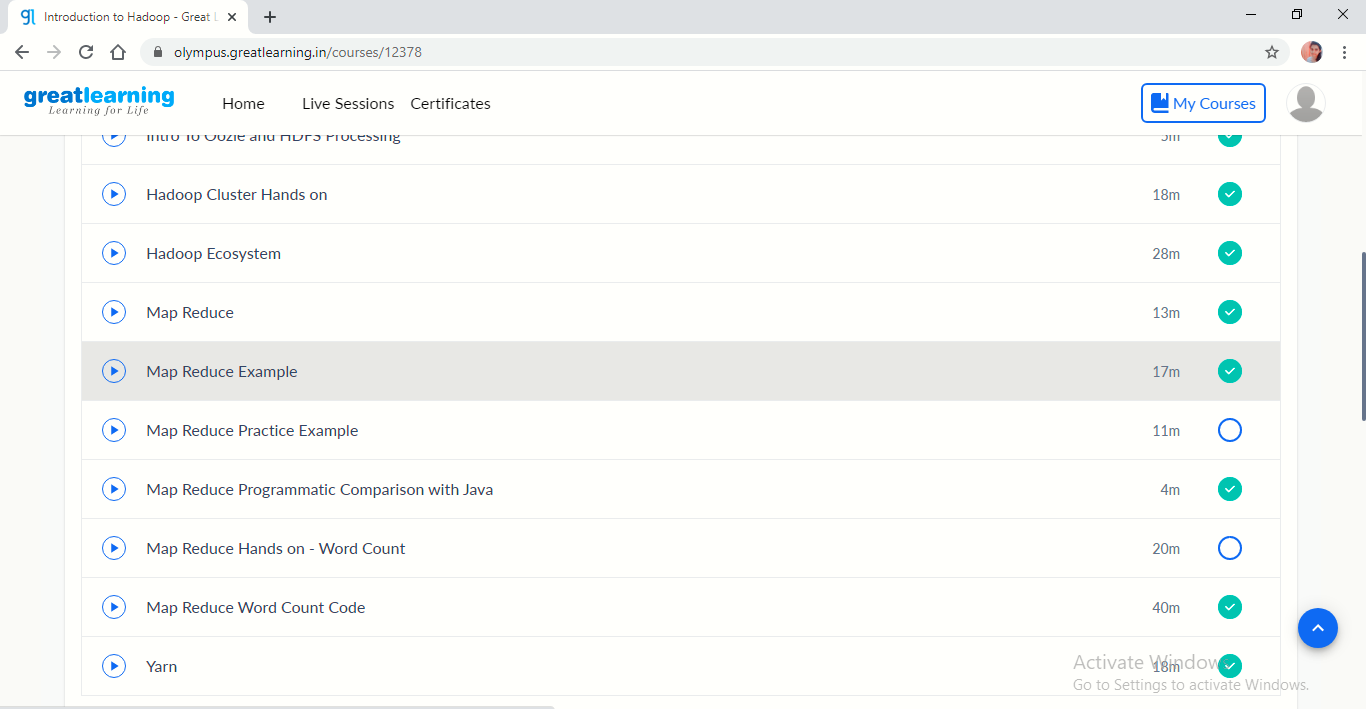 Introduction to Hadoop - Great L
olympus.greatlearning.in/courses/12378
greatlearning
Learning for Life
Home
Live Sessions
Certificates
My Courses
Intro To Oozie and HDFS Processing 5m
Hadoop Cluster Hands on 18m
Hadoop Ecosystem 28m
Map Reduce 13m
Map Reduce Example 17m
Map Reduce Practice Example 11m
Map Reduce Programmatic Comparison with Java 4m
Map Reduce Hands on - Word Count 20m
Map Reduce Word Count Code 40m
Yarn 18m
Activate Windows
Go to Settings to activate Windows.